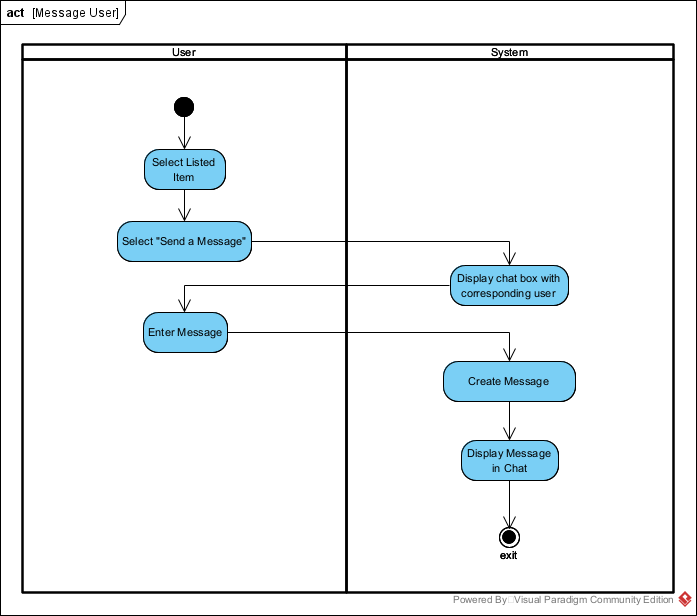 act [Message User]
User
System
Select Listed
Item
Select "Send a Message"
Display chat box with
corresponding user
Enter Message
Create Message
Display Message
in Chat
exit
Powered By Visual Paradigm Community Edition